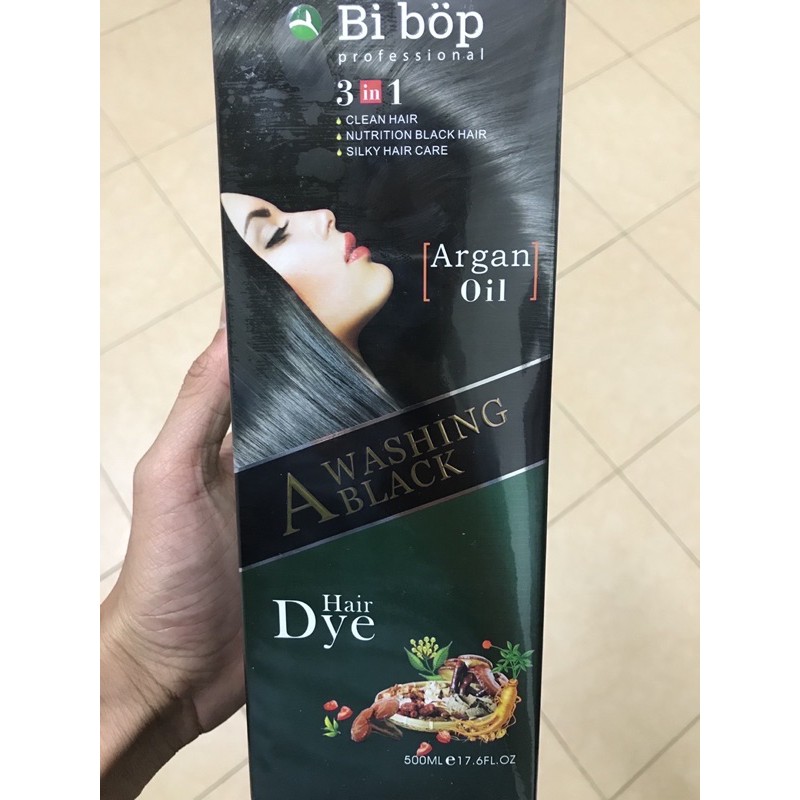 Bi böp
professional
3 in 1
CLEAN HAIR
NUTRITION BLACK HAIR
SILKY HAIR CARE
[Argan
Oil]
A WASHING
BLACK
Hair
Dye
500ML e 17.6FL.OZ